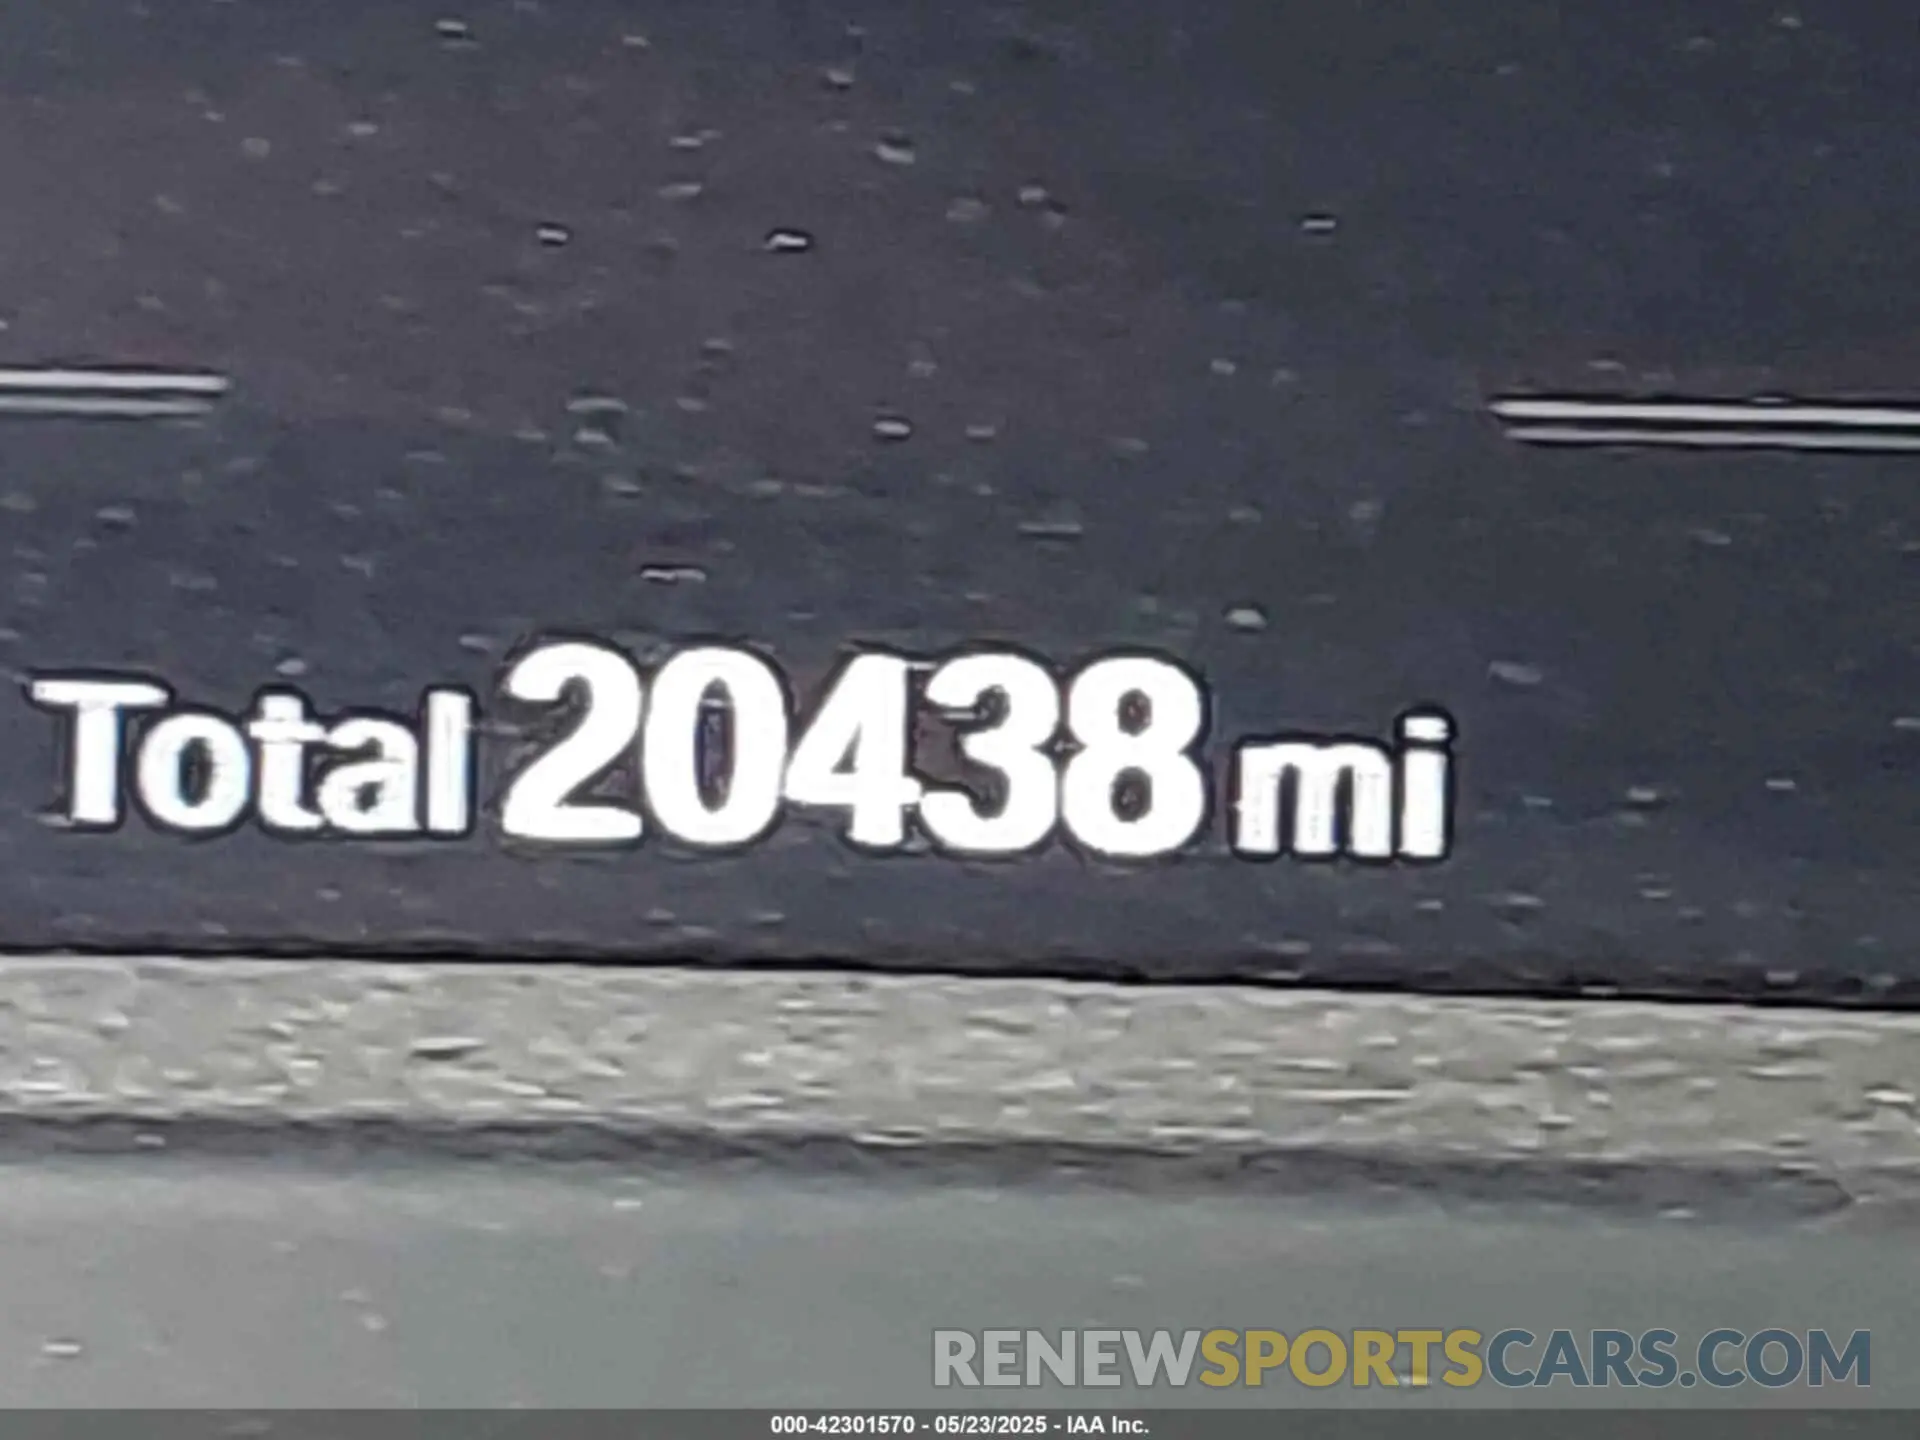 Total 20438 mi
RENEWSPORTSCARS.COM
000-42301570 - 05/23/2025 - IAA Inc.